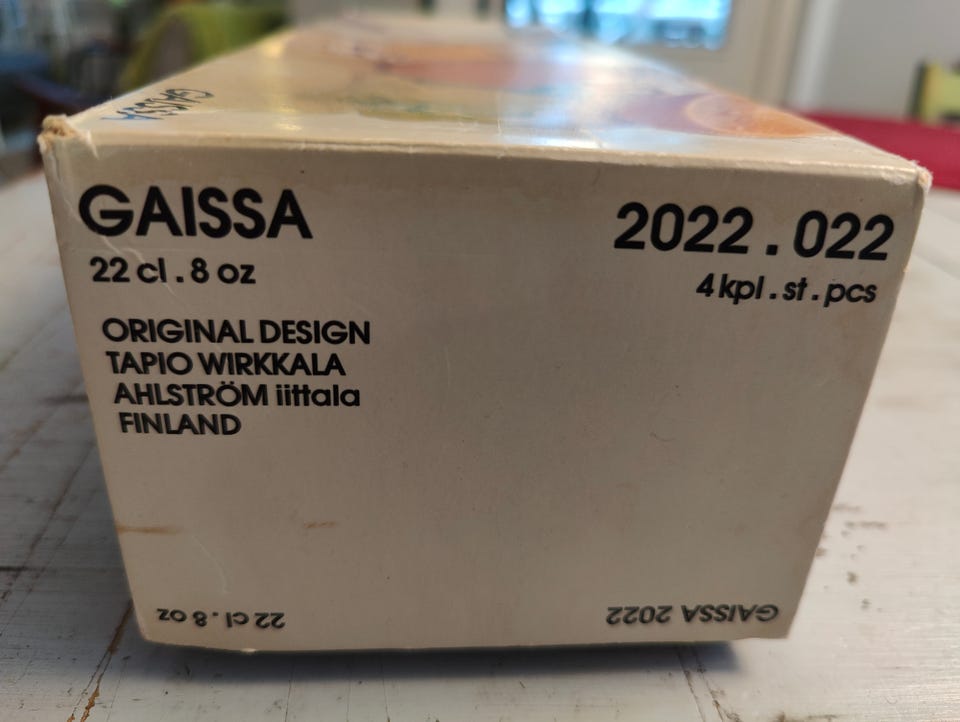 GAISSA
GAISSA
22 cl . 8 oz
2022 . 022
4 kpl . st . pcs
ORIGINAL DESIGN
TAPIO WIRKKALA
AHLSTRÖM iittala
FINLAND
22 cl . 8 oz
GAISSA 2022